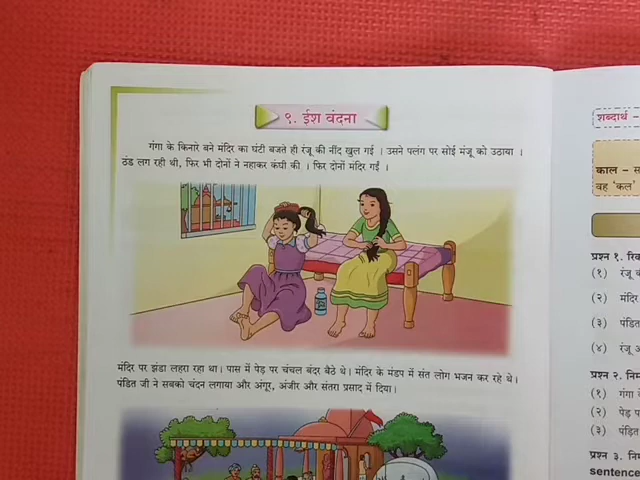 ९. ईश वंदना
गंगा के किनारे बने मंदिर का घंटी बजते ही रंजू की नींद खुल गई । उसने पलंग पर सोई मंजू को उठाया ।
ठंड लग रही थी, फिर भी दोनों ने नहाकर कंघी की । फिर दोनों मंदिर गईं ।
मंदिर पर झंडा लहरा रहा था। पास में पेड़ पर चंचल बंदर बैठे थे। मंदिर के मंडप में संत लोग भजन कर रहे थे।
पंडित जी ने सबको चंदन लगाया और अंगूर, अंजीर और संतरा प्रसाद में दिया।
शब्दार्थ -
काल -
वह 'कल'
प्रश्न १.
(१) रंजू
(२) मंदिर
(३) पंडित
(४) रंजू
प्रश्न २.
(१) गंगा
(२) पेड़
(३) पंडित
प्रश्न ३.
sentence